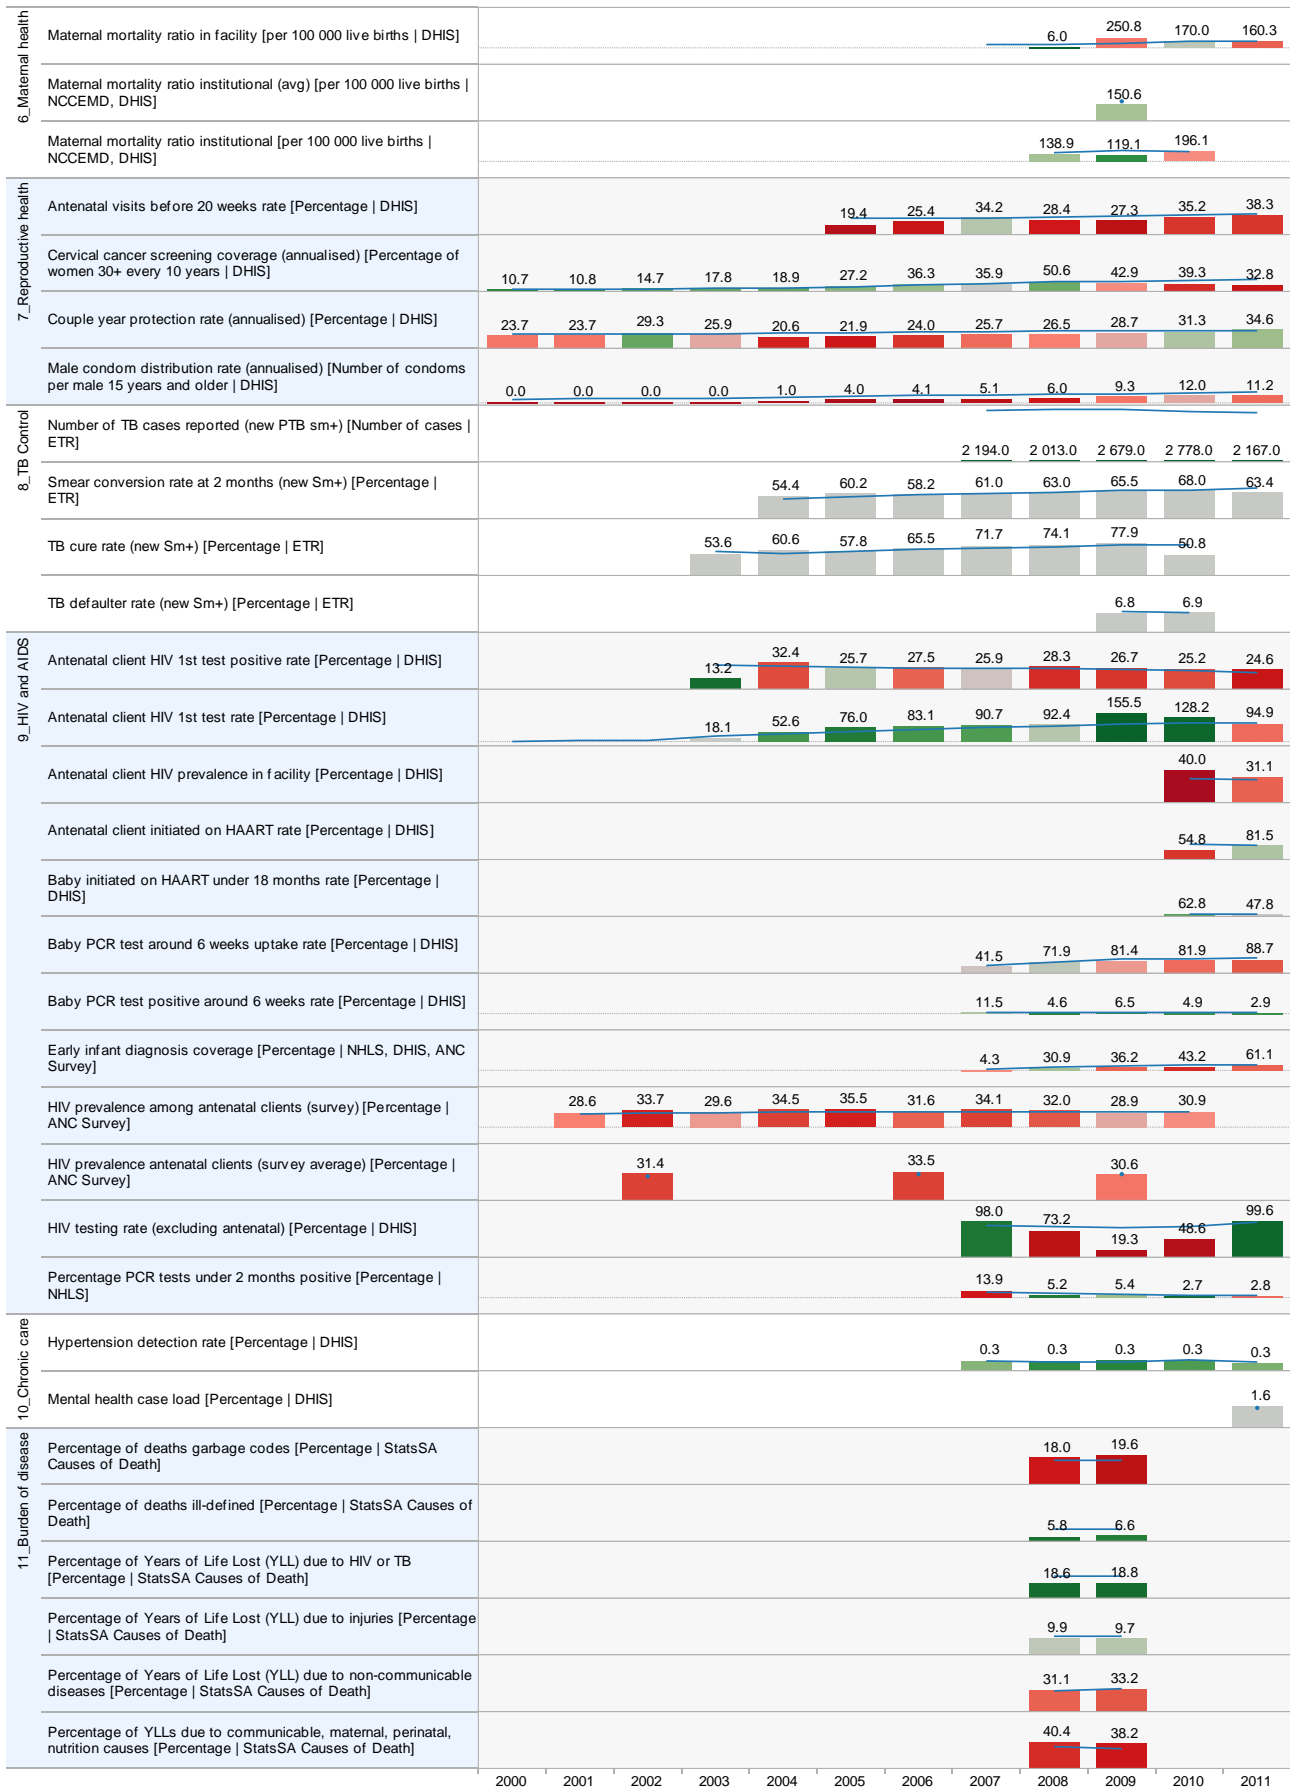 6_Maternal health
Maternal mortality ratio in facility [per 100 000 live births | DHIS]
6.0 250.8 170.0 160.3
Maternal mortality ratio institutional (avg) [per 100 000 live births |
NCCEMD, DHIS]
150.6
Maternal mortality ratio institutional [per 100 000 live births |
NCCEMD, DHIS]
138.9 119.1 196.1
7_Reproductive health
Antenatal visits before 20 weeks rate [Percentage | DHIS]
19.4 25.4 34.2 28.4 27.3 35.2 38.3
Cervical cancer screening coverage (annualised) [Percentage of
women 30+ every 10 years | DHIS]
10.7 10.8 14.7 17.8 18.9 27.2 36.3 35.9 50.6 42.9 39.3 32.8
Couple year protection rate (annualised) [Percentage | DHIS]
23.7 23.7 29.3 25.9 20.6 21.9 24.0 25.7 26.5 28.7 31.3 34.6
Male condom distribution rate (annualised) [Number of condoms
per male 15 years and older | DHIS]
0.0 0.0 0.0 0.0 1.0 4.0 4.1 5.1 6.0 9.3 12.0 11.2
8_TB Control
Number of TB cases reported (new PTB sm+) [Number of cases |
ETR]
2 194.0 2 013.0 2 679.0 2 778.0 2 167.0
Smear conversion rate at 2 months (new Sm+) [Percentage |
ETR]
54.4 60.2 58.2 61.0 63.0 65.5 68.0 63.4
TB cure rate (new Sm+) [Percentage | ETR]
53.6 60.6 57.8 65.5 71.7 74.1 77.9 50.8
TB defaulter rate (new Sm+) [Percentage | ETR]
6.8 6.9
9_HIV and AIDS
Antenatal client HIV 1st test positive rate [Percentage | DHIS]
13.2 32.4 25.7 27.5 25.9 28.3 26.7 25.2 24.6
Antenatal client HIV 1st test rate [Percentage | DHIS]
18.1 52.6 76.0 83.1 90.7 92.4 155.5 128.2 94.9
Antenatal client HIV prevalence in facility [Percentage | DHIS]
40.0 31.1
Antenatal client initiated on HAART rate [Percentage | DHIS]
54.8 81.5
Baby initiated on HAART under 18 months rate [Percentage |
DHIS]
62.8 47.8
Baby PCR test around 6 weeks uptake rate [Percentage | DHIS]
41.5 71.9 81.4 81.9 88.7
Baby PCR test positive around 6 weeks rate [Percentage | DHIS]
11.5 4.6 6.5 4.9 2.9
Early infant diagnosis coverage [Percentage | NHLS, DHIS, ANC
Survey]
4.3 30.9 36.2 43.2 61.1
HIV prevalence among antenatal clients (survey) [Percentage |
ANC Survey]
28.6 33.7 29.6 34.5 35.5 31.6 34.1 32.0 28.9 30.9
HIV prevalence antenatal clients (survey average) [Percentage |
ANC Survey]
31.4 33.5 30.6
HIV testing rate (excluding antenatal) [Percentage | DHIS]
98.0 73.2 19.3 48.6 99.6
Percentage PCR tests under 2 months positive [Percentage |
NHLS]
13.9 5.2 5.4 2.7 2.8
10_Chronic care
Hypertension detection rate [Percentage | DHIS]
0.3 0.3 0.3 0.3 0.3
Mental health case load [Percentage | DHIS]
1.6
11_Burden of disease
Percentage of deaths garbage codes [Percentage | StatsSA
Causes of Death]
18.0 19.6
Percentage of deaths ill-defined [Percentage | StatsSA Causes of
Death]
5.8 6.6
Percentage of Years of Life Lost (YLL) due to HIV or TB
[Percentage | StatsSA Causes of Death]
18.6 18.8
Percentage of Years of Life Lost (YLL) due to injuries [Percentage
| StatsSA Causes of Death]
9.9 9.7
Percentage of Years of Life Lost (YLL) due to non-communicable
diseases [Percentage | StatsSA Causes of Death]
31.1 33.2
Percentage of YLLs due to communicable, maternal, perinatal,
nutrition causes [Percentage | StatsSA Causes of Death]
40.4 38.2
2000 2001 2002 2003 2004 2005 2006 2007 2008 2009 2010 2011